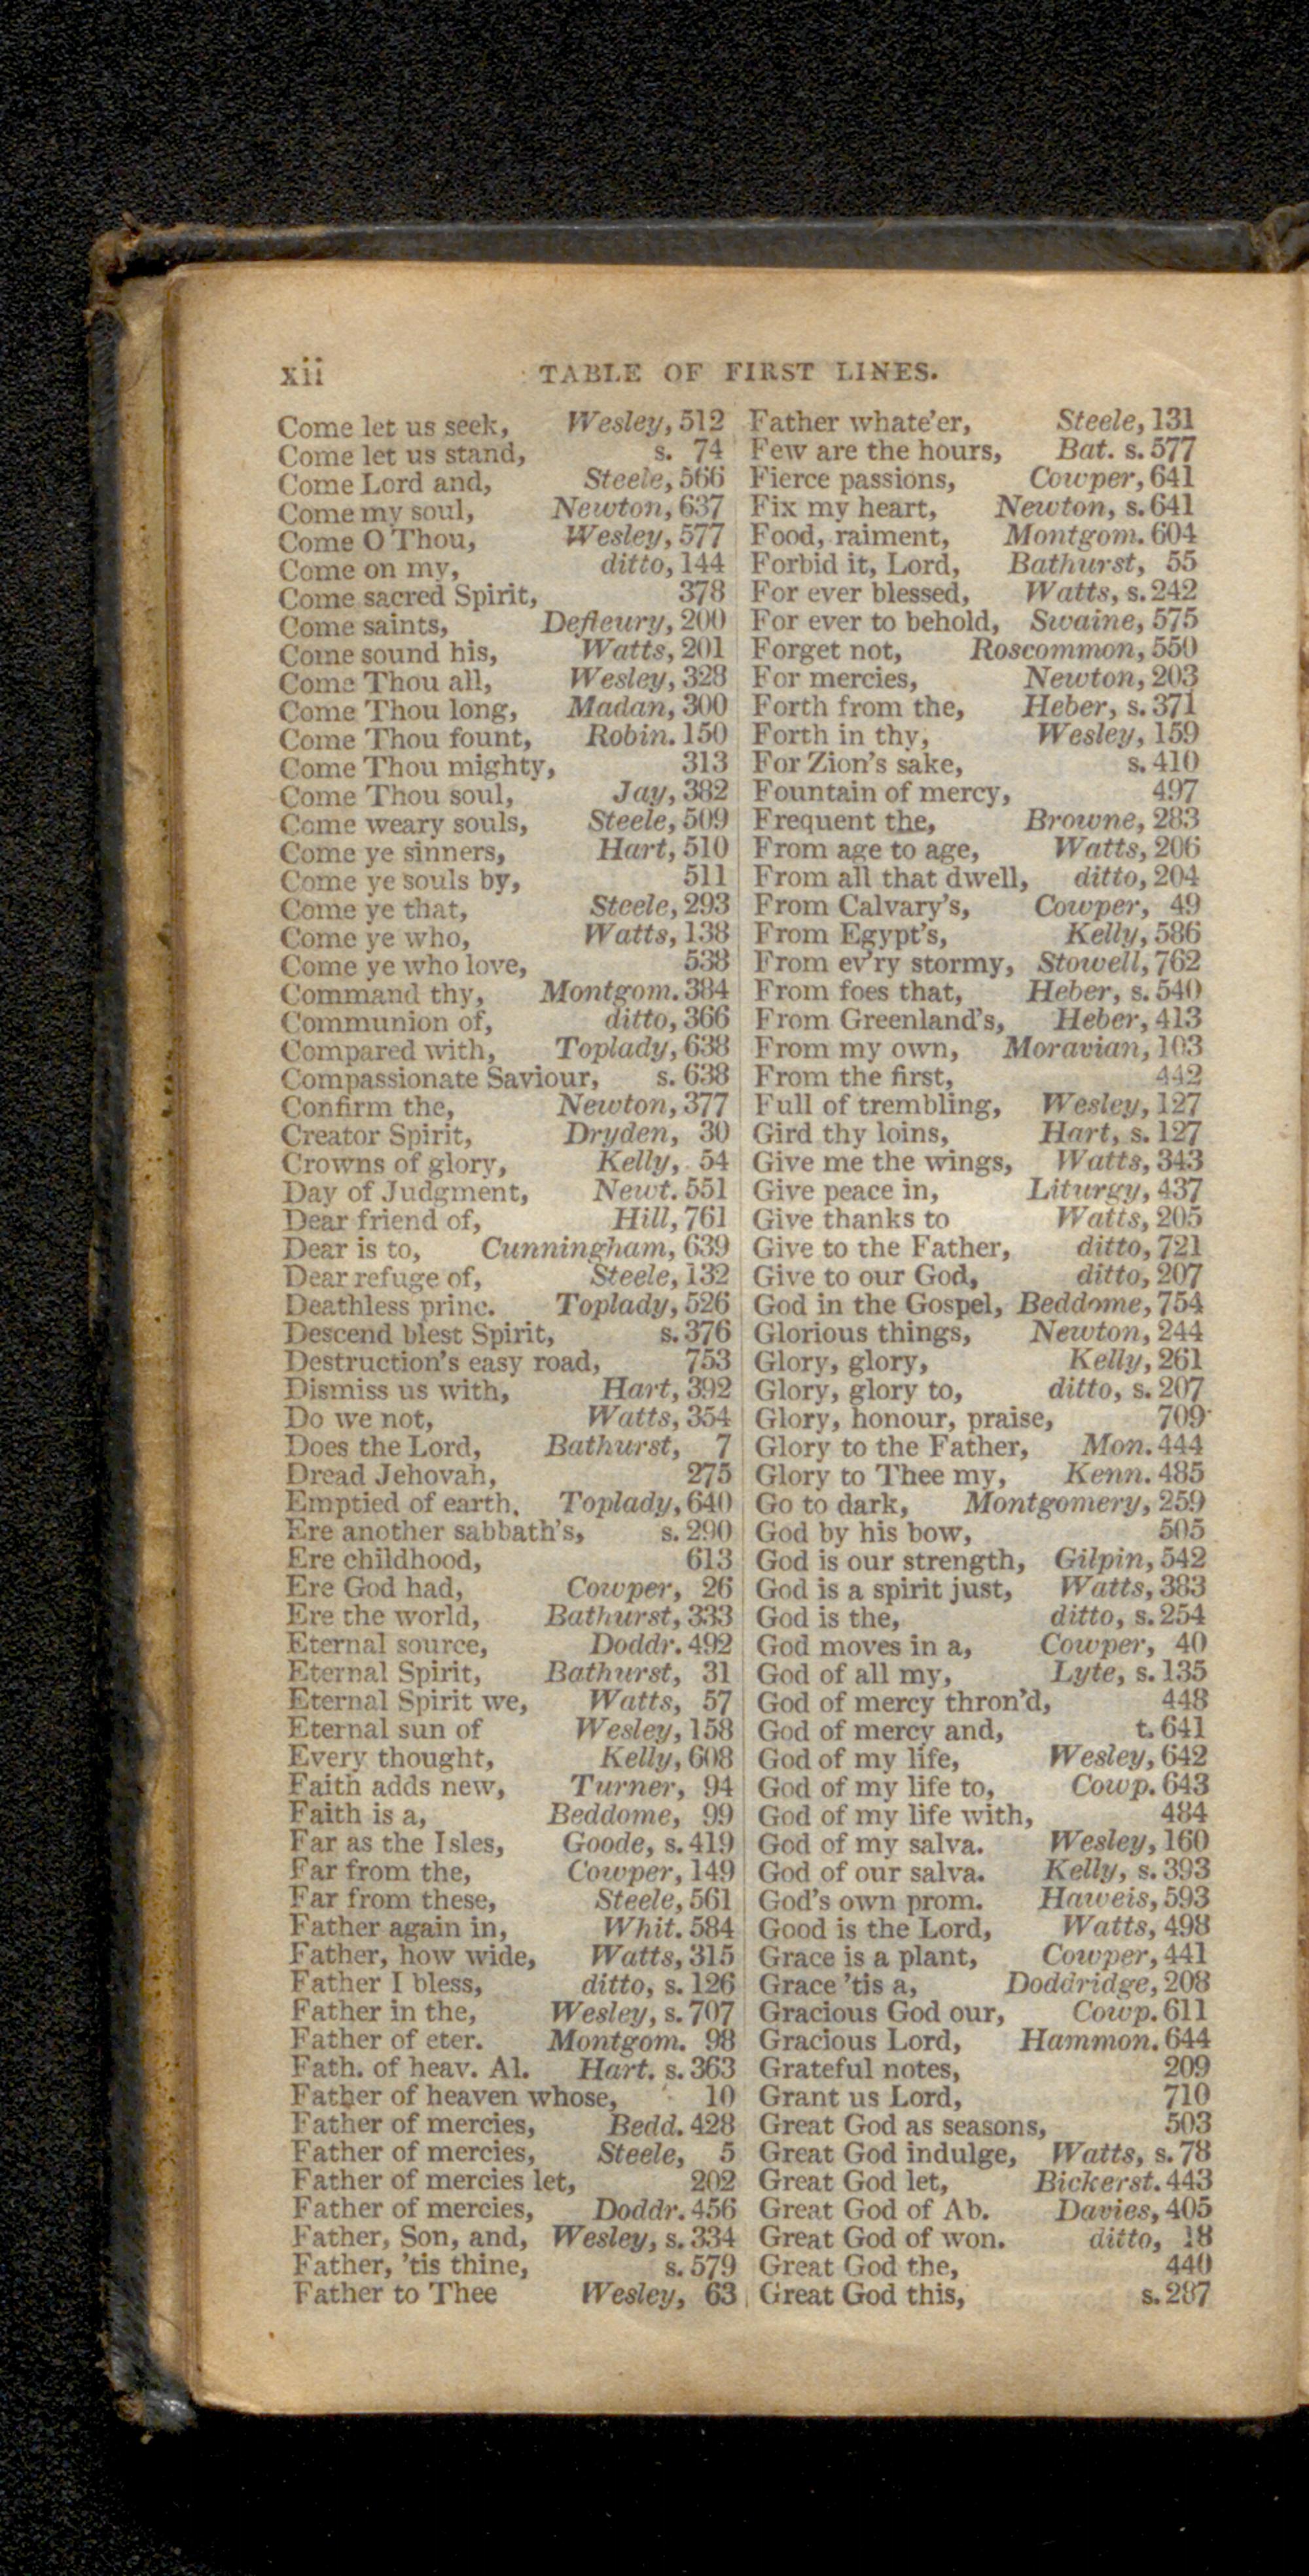 xii
TABLE OF FIRST LINES.
Come let us seek, Wesley, 512
Come let us stand, s. 74
Come Lord and, Steele, 566
Come my soul, Newton, 637
Come O Thou, Wesley, 577
Come on my, ditto, 144
Come sacred Spirit, 378
Come saints, Defleury, 200
Come sound his, Watts, 201
Come Thou all, Wesley, 328
Come Thou long, Madan, 300
Come Thou fount, Robin. 150
Come Thou mighty, 313
Come Thou soul, Jay, 382
Come weary souls, Steele, 509
Come ye sinners, Hart, 510
Come ye souls by, 511
Come ye that, Steele, 293
Come ye who, Watts, 138
Come ye who love, 538
Command thy, Montgom. 384
Communion of, ditto, 366
Compared with, Toplady, 638
Compassionate Saviour, s. 638
Confirm the, Newton, 377
Creator Spirit, Dryden, 30
Crowns of glory, Kelly, 54
Day of Judgment, Newt. 551
Dear friend of, Hill, 761
Dear is to, Cunningham, 639
Dear refuge of, Steele, 132
Deathless princ. Toplady, 526
Descend blest Spirit, s. 376
Destruction's easy road, 753
Dismiss us with, Hart, 392
Do we not, Watts, 354
Does the Lord, Bathurst, 7
Dread Jehovah, 275
Emptied of earth, Toplady, 640
Ere another sabbath's, s. 290
Ere childhood, 613
Ere God had, Cowper, 26
Ere the world, Bathurst, 333
Eternal source, Doddr. 492
Eternal Spirit, Bathurst, 31
Eternal Spirit we, Watts, 57
Eternal sun of Wesley, 158
Every thought, Kelly, 608
Faith adds new, Turner, 94
Faith is a, Beddome, 99
Far as the Isles, Goode, s. 419
Far from the, Cowper, 149
Far from these, Steele, 561
Father again in, Whit. 584
Father, how wide, Watts, 315
Father I bless, ditto, s. 126
Father in the, Wesley, s. 707
Father of eter. Montgom. 98
Fath. of heav. Al. Hart. s. 363
Father of heaven whose, 10
Father of mercies, Bedd. 428
Father of mercies, Steele, 5
Father of mercies let, 202
Father of mercies, Doddr. 456
Father, Son, and, Wesley, s. 334
Father, 'tis thine, s. 579
Father to Thee Wesley, 63
Father whate'er, Steele, 131
Few are the hours, Bat. s. 577
Fierce passions, Cowper, 641
Fix my heart, Newton, s. 641
Food, raiment, Montgom. 604
Forbid it, Lord, Bathurst, 55
For ever blessed, Watts, s. 242
For ever to behold, Swaine, 575
Forget not, Roscommon, 550
For mercies, Newton, 203
Forth from the, Heber, s. 371
Forth in thy, Wesley, 159
For Zion's sake, s. 410
Fountain of mercy, 497
Frequent the, Browne, 283
From age to age, Watts, 206
From all that dwell, ditto, 204
From Calvary's, Cowper, 49
From Egypt's, Kelly, 586
From ev'ry stormy, Stowell, 762
From foes that, Heber, s. 540
From Greenland's, Heber, 413
From my own, Moravian, 103
From the first, 442
Full of trembling, Wesley, 127
Gird thy loins, Hart, s. 127
Give me the wings, Watts, 343
Give peace in, Liturgy, 437
Give thanks to Watts, 205
Give to the Father, ditto, 721
Give to our God, ditto, 207
God in the Gospel, Beddome, 754
Glorious things, Newton, 244
Glory, glory, Kelly, 261
Glory, glory to, ditto, s. 207
Glory, honour, praise, 709
Glory to the Father, Mon. 444
Glory to Thee my, Kenn. 485
Go to dark, Montgomery, 259
God by his bow, 505
God is our strength, Gilpin, 542
God is a spirit just, Watts, 383
God is the, ditto, s. 254
God moves in a, Cowper, 40
God of all my, Lyte, s. 135
God of mercy thron'd, 448
God of mercy and, t. 641
God of my life, Wesley, 642
God of my life to, Cowp. 643
God of my life with, 484
God of my salva. Wesley, 160
God of our salva. Kelly, s. 393
God's own prom. Haweis, 593
Good is the Lord, Watts, 498
Grace is a plant, Cowper, 441
Grace 'tis a, Doddridge, 208
Gracious God our, Cowp. 611
Gracious Lord, Hammon. 644
Grateful notes, 209
Grant us Lord, 710
Great God as seasons, 503
Great God indulge, Watts, s. 78
Great God let, Bickerst. 443
Great God of Ab. Davies, 405
Great God of won. ditto, 18
Great God the, 440
Great God this, s. 287